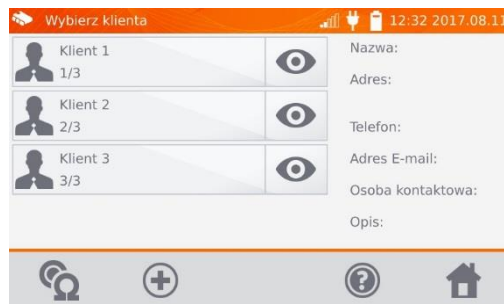 Wybierz klienta
12:32 2017.08.11
Klient 1
1/3
Klient 2
2/3
Klient 3
3/3
Nazwa:
Adres:
Telefon:
Adres E-mail:
Osoba kontaktowa:
Opis: